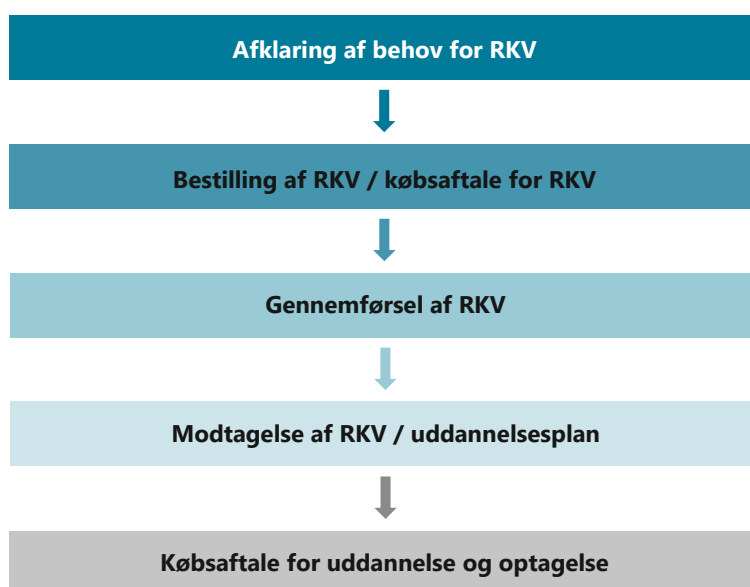 Afklaring af behov for RKV
Bestilling af RKV / købsaftale for RKV
Gennemførsel af RKV
Modtagelse af RKV / uddannelsesplan
Købsaftale for uddannelse og optagelse